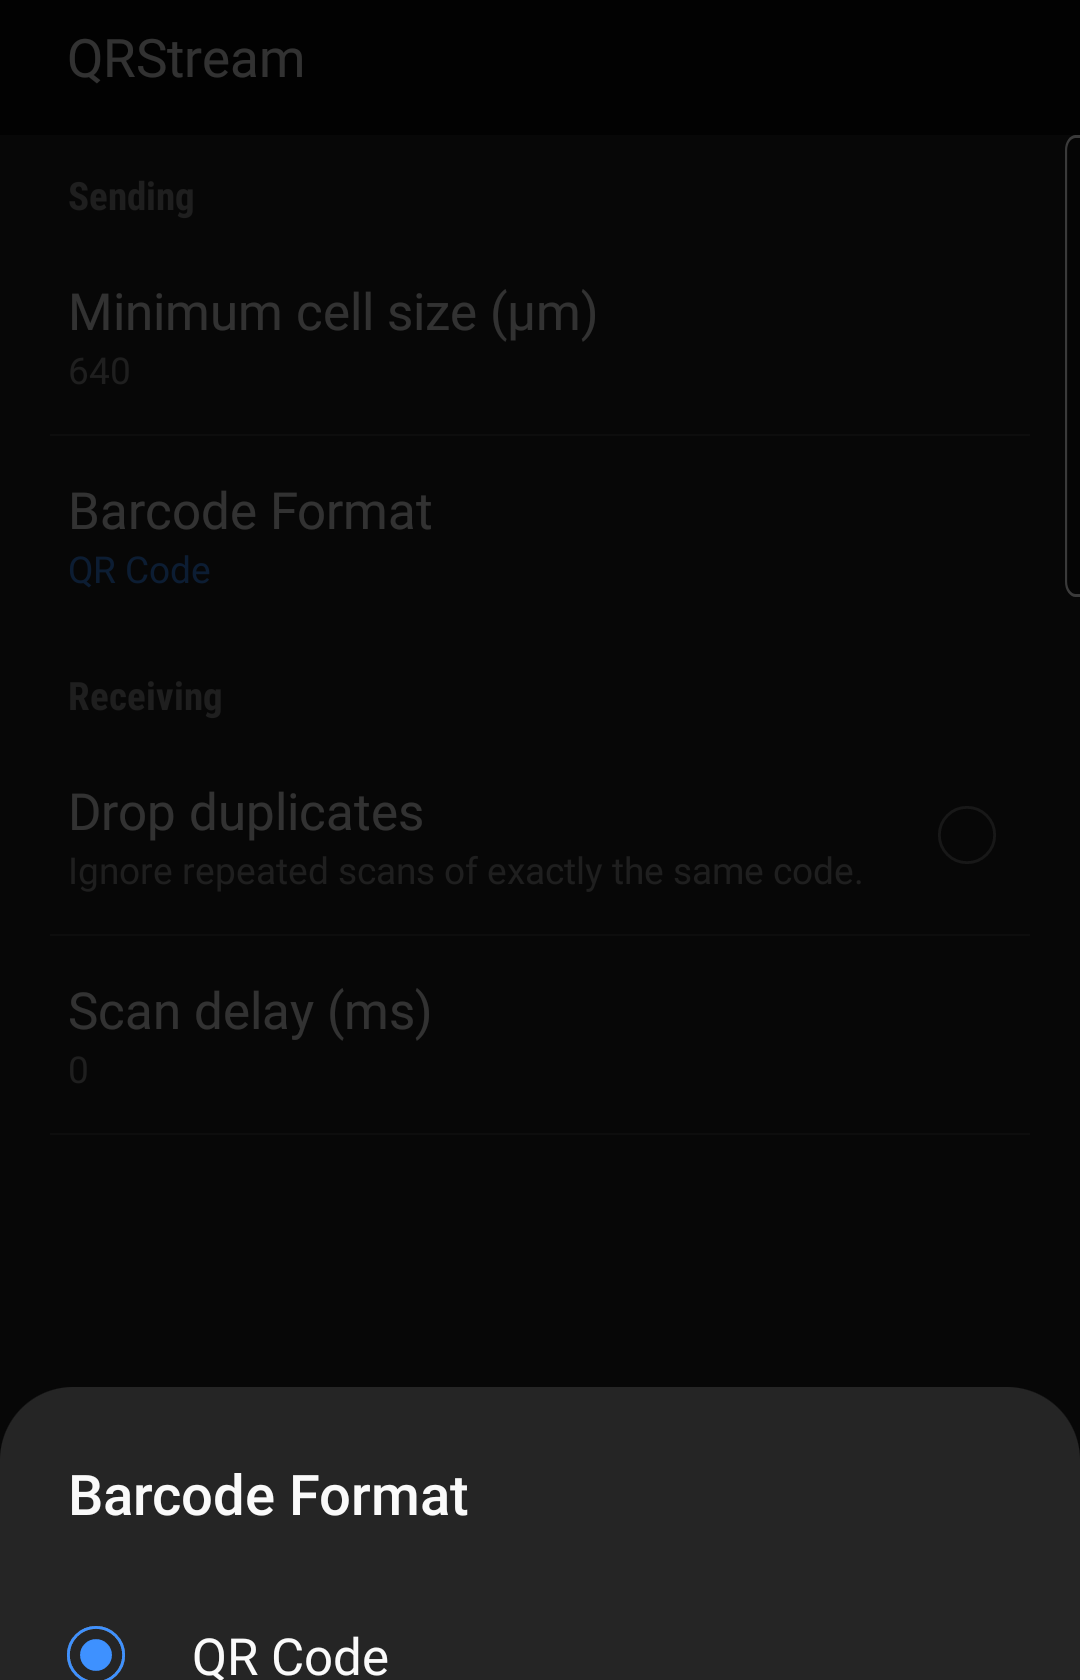 QRStream
Sending
Minimum cell size (µm)
640
Barcode Format
QR Code
Receiving
Drop duplicates
Ignore repeated scans of exactly the same code.
Scan delay (ms)
0
Barcode Format
QR Code